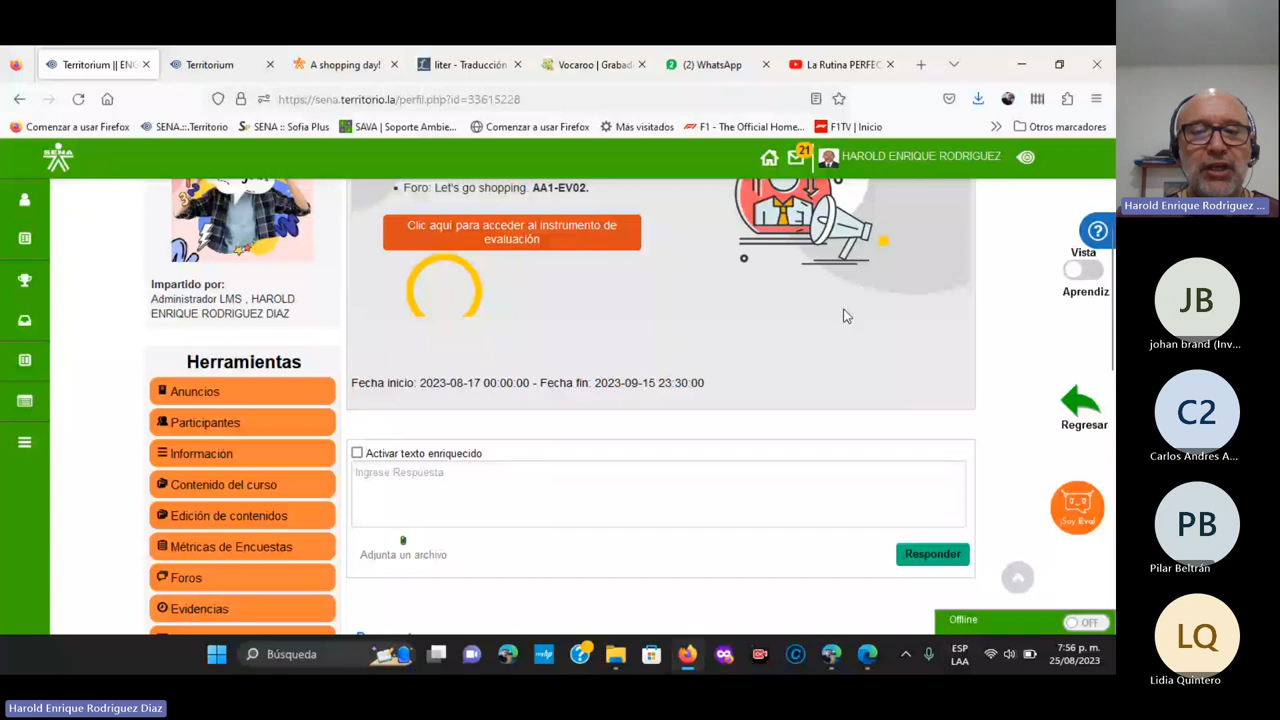 Territorium || ENG
Territorium
A shopping day!
liter - Traducción
Vocaroo | Grabad
(2) WhatsApp
La Rutina PERFEC
https://sena.territorio.la/perfil.php?id=33615228
Comenzar a usar Firefox
SENA.:.Territorio
SENA :: Sofia Plus
SAVA | Soporte Ambie...
Comenzar a usar Firefox
Más visitados
F1 - The Official Home...
F1TV | Inicio
Otros marcadores
SENA
21
HAROLD ENRIQUE RODRIGUEZ
Foro: Let's go shopping. AA1-EV02.
Clic aquí para acceder al instrumento de
evaluación
Impartido por:
Administrador LMS , HAROLD
ENRIQUE RODRIGUEZ DIAZ
Vista
Aprendiz
Herramientas
Anuncios
Participantes
Información
Contenido del curso
Edición de contenidos
Métricas de Encuestas
Foros
Evidencias
Fecha inicio: 2023-08-17 00:00:00 - Fecha fin: 2023-09-15 23:30:00
Regresar
Activar texto enriquecido
Ingrese Respuesta
Adjunta un archivo
Responder
¡Soy Eva!
Offline
OFF
Búsqueda
ESP
LAA
7:56 p. m.
25/08/2023
Harold Enrique Rodriguez ...
JB
johan brand (Inv...
C2
Carlos Andres A...
PB
Pilar Beltrán
LQ
Lidia Quintero
Harold Enrique Rodriguez Diaz